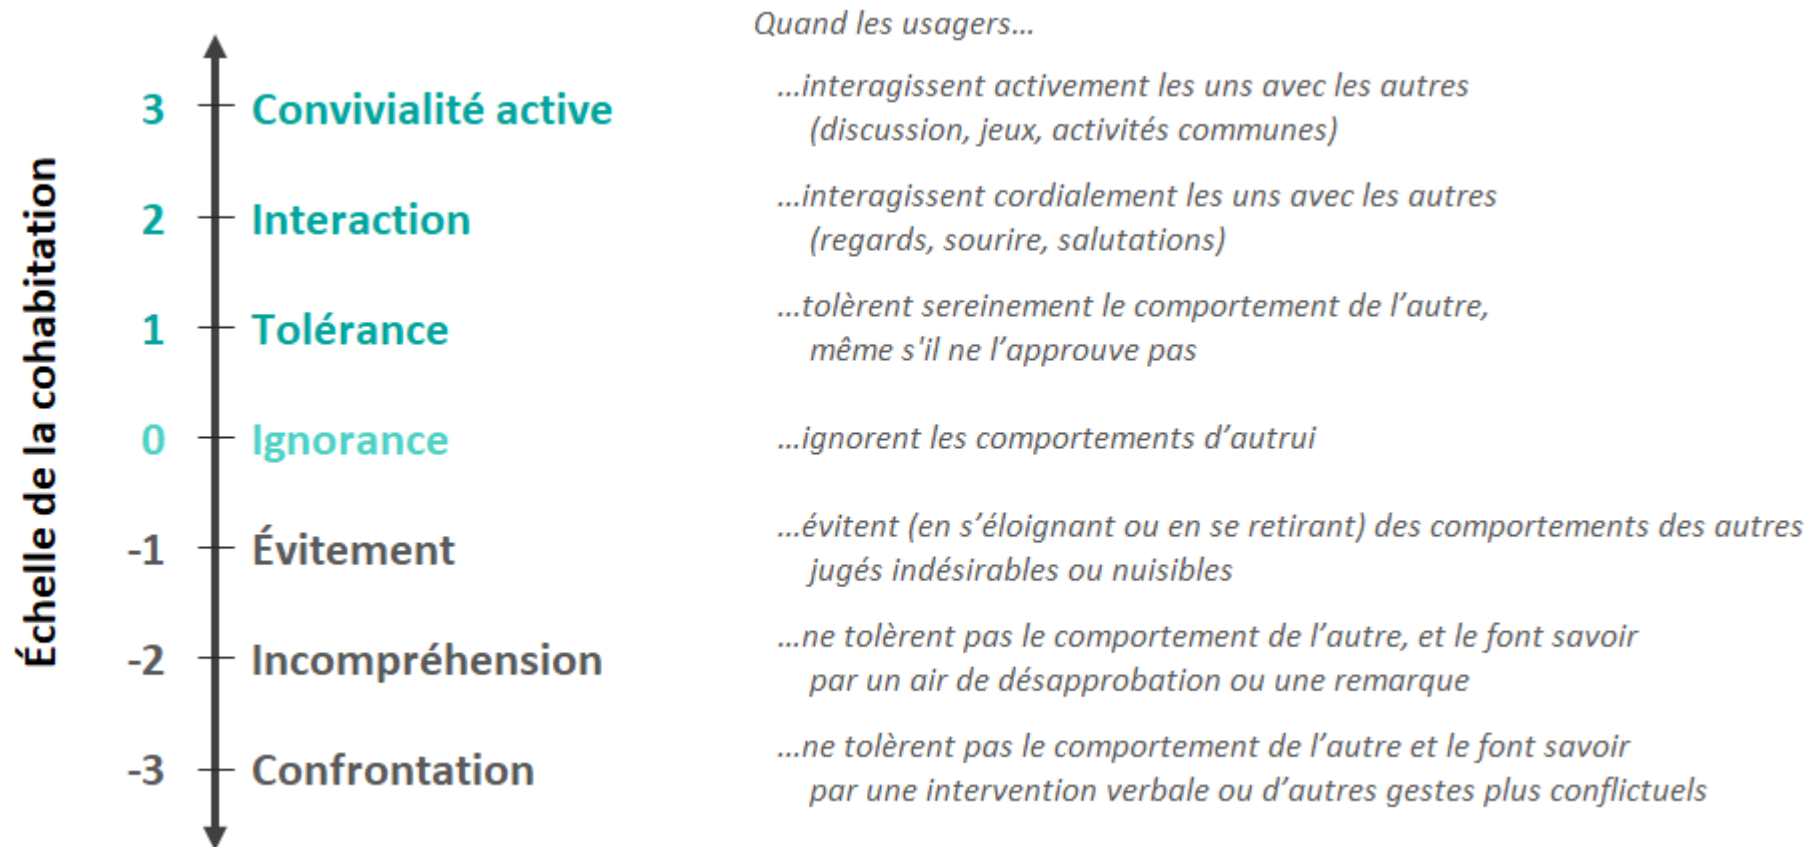 Quand les usagers...
Échelle de la cohabitation
3 Convivialité active ...interagissent activement les uns avec les autres
(discussion, jeux, activités communes)
2 Interaction ...interagissent cordialement les uns avec les autres
(regards, sourire, salutations)
1 Tolérance ...tolèrent sereinement le comportement de l’autre,
même s'il ne l’approuve pas
0 Ignorance ...ignorent les comportements d’autrui
-1 Évitement ...évitent (en s’éloignant ou en se retirant) des comportements des autres
jugés indésirables ou nuisibles
-2 Incompréhension ...ne tolèrent pas le comportement de l’autre, et le font savoir
par un air de désapprobation ou une remarque
-3 Confrontation ...ne tolèrent pas le comportement de l’autre et le font savoir
par une intervention verbale ou d’autres gestes plus conflictuels